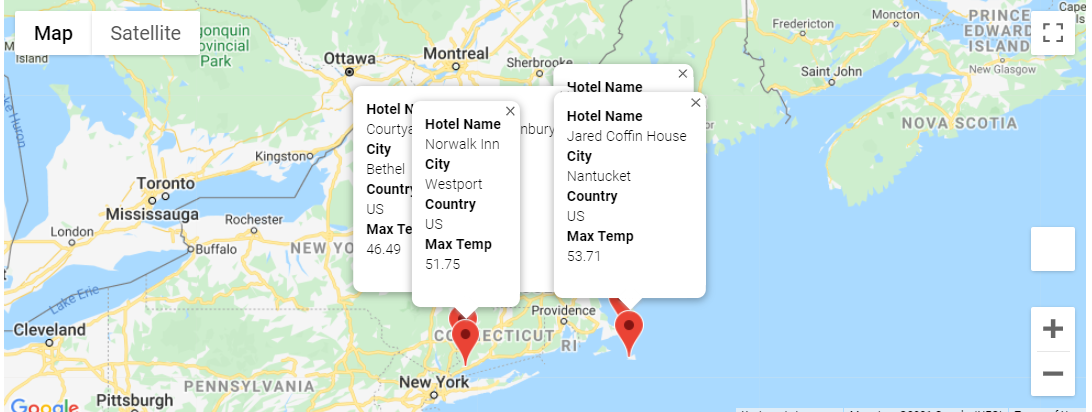 Map
Satellite
gonquin
ovincial
Park
Island
Ottawa
Montreal
Sherbrooke
Fredericton
Moncton
PRINCE
EDWARD
ISLAND
New Glasgow
Saint John
NOVA SCOTIA
Lake Huron
Kingston
Toronto
Mississauga
London
Rochester
Buffalo
NEW YO
Lake Erie
Cleveland
PENNSYLVANIA
Pittsburgh
New York
CONNECTICUT
Providence
RI
Hotel N
Courtya
nbury
City
Bethel
Country
US
Max Te
46.49
Hotel Name
Norwalk Inn
City
Westport
Country
US
Max Temp
51.75
Hotel Name
Hotel Name
Jared Coffin House
City
Nantucket
Country
US
Max Temp
53.71
Google